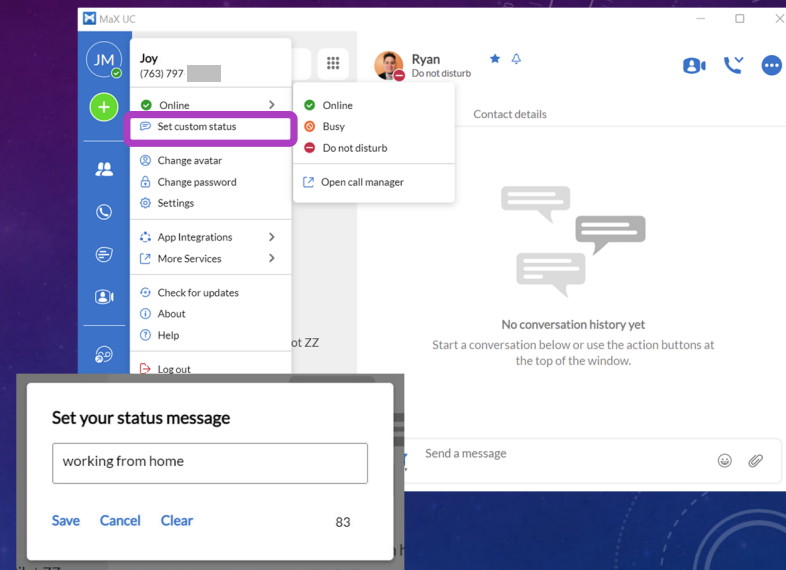 MaX UC
JM
Joy
(763) 797
Online
Set custom status
Change avatar
Change password
Settings
App Integrations
More Services
Check for updates
About
Help
Log out
Online
Busy
Do not disturb
Open call manager
Ryan
Do not disturb
Contact details
No conversation history yet
Start a conversation below or use the action buttons at
the top of the window.
Send a message
ot ZZ
Set your status message
working from home
Save Cancel Clear
83